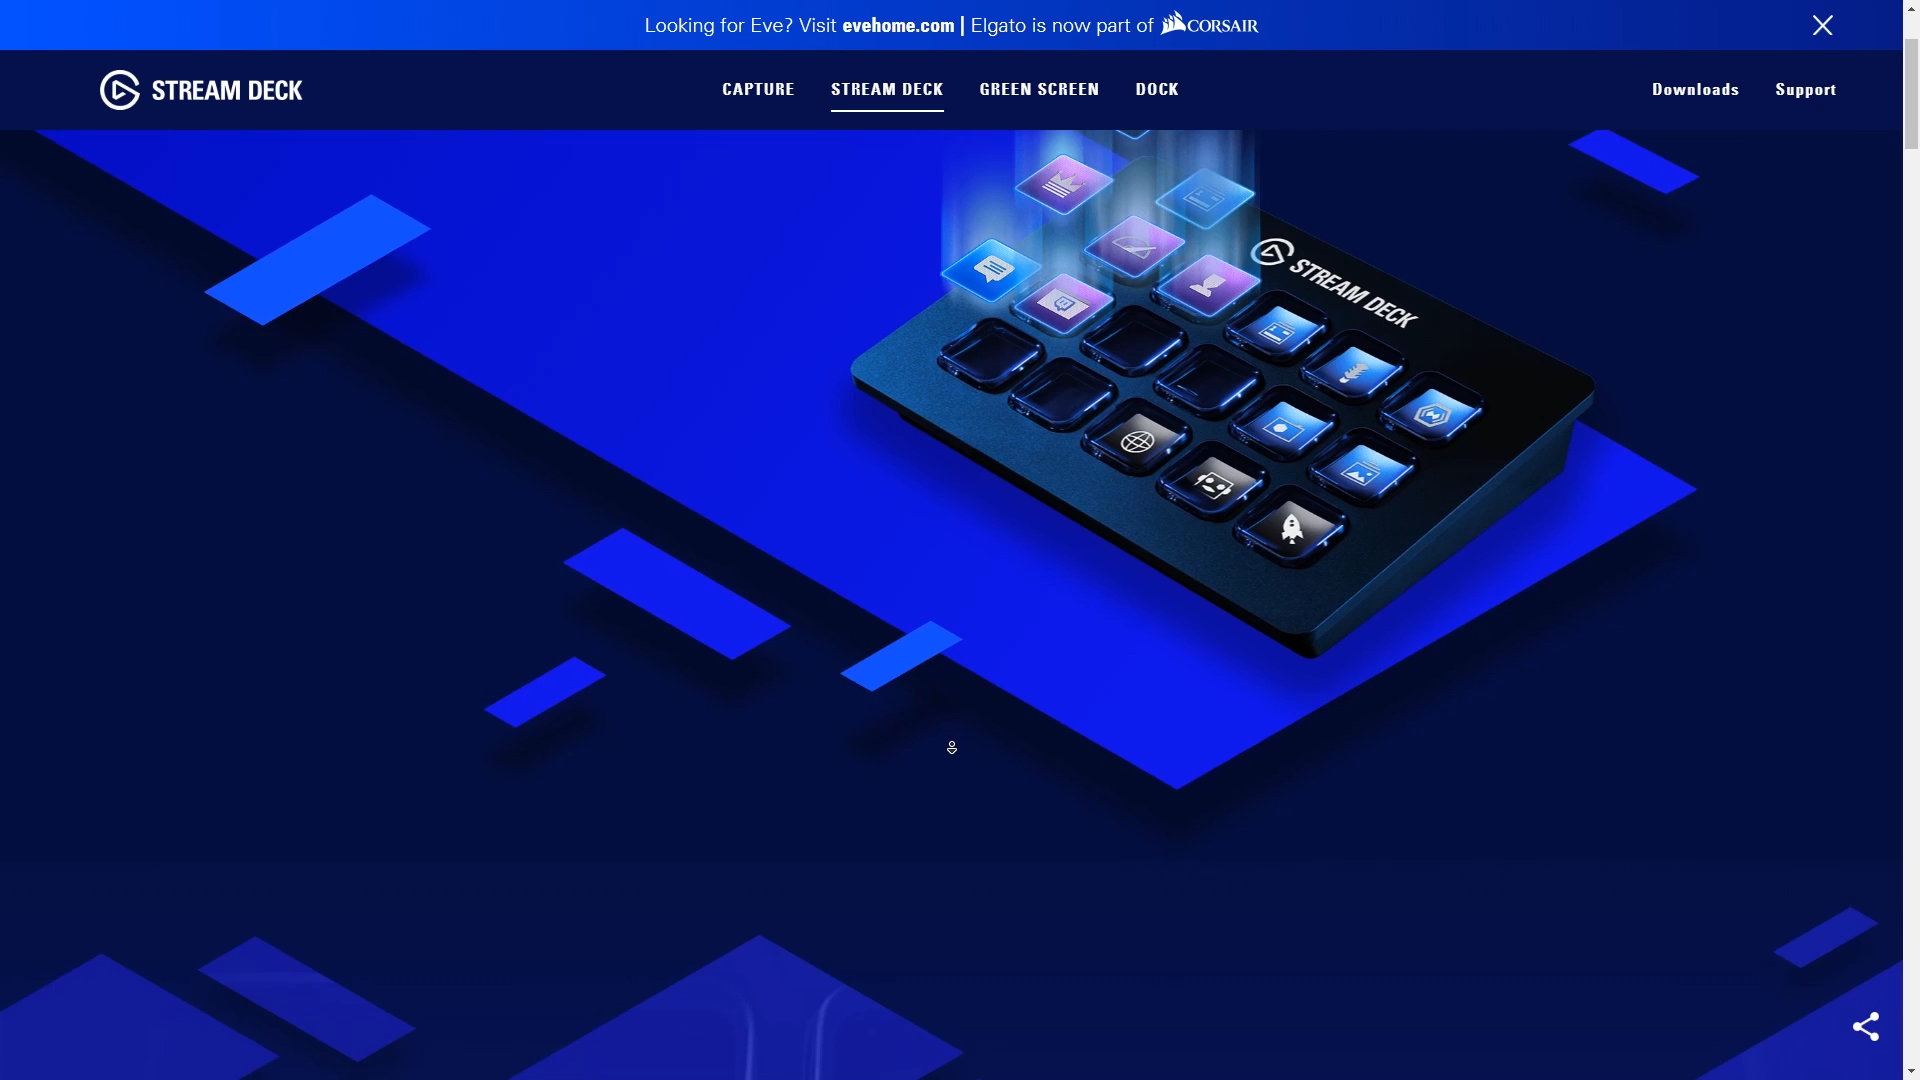 Looking for Eve? Visit evehome.com | Elgato is now part of CORSAIR
STREAM DECK
CAPTURE
STREAM DECK
GREEN SCREEN
DOCK
Downloads
Support
STREAM DECK